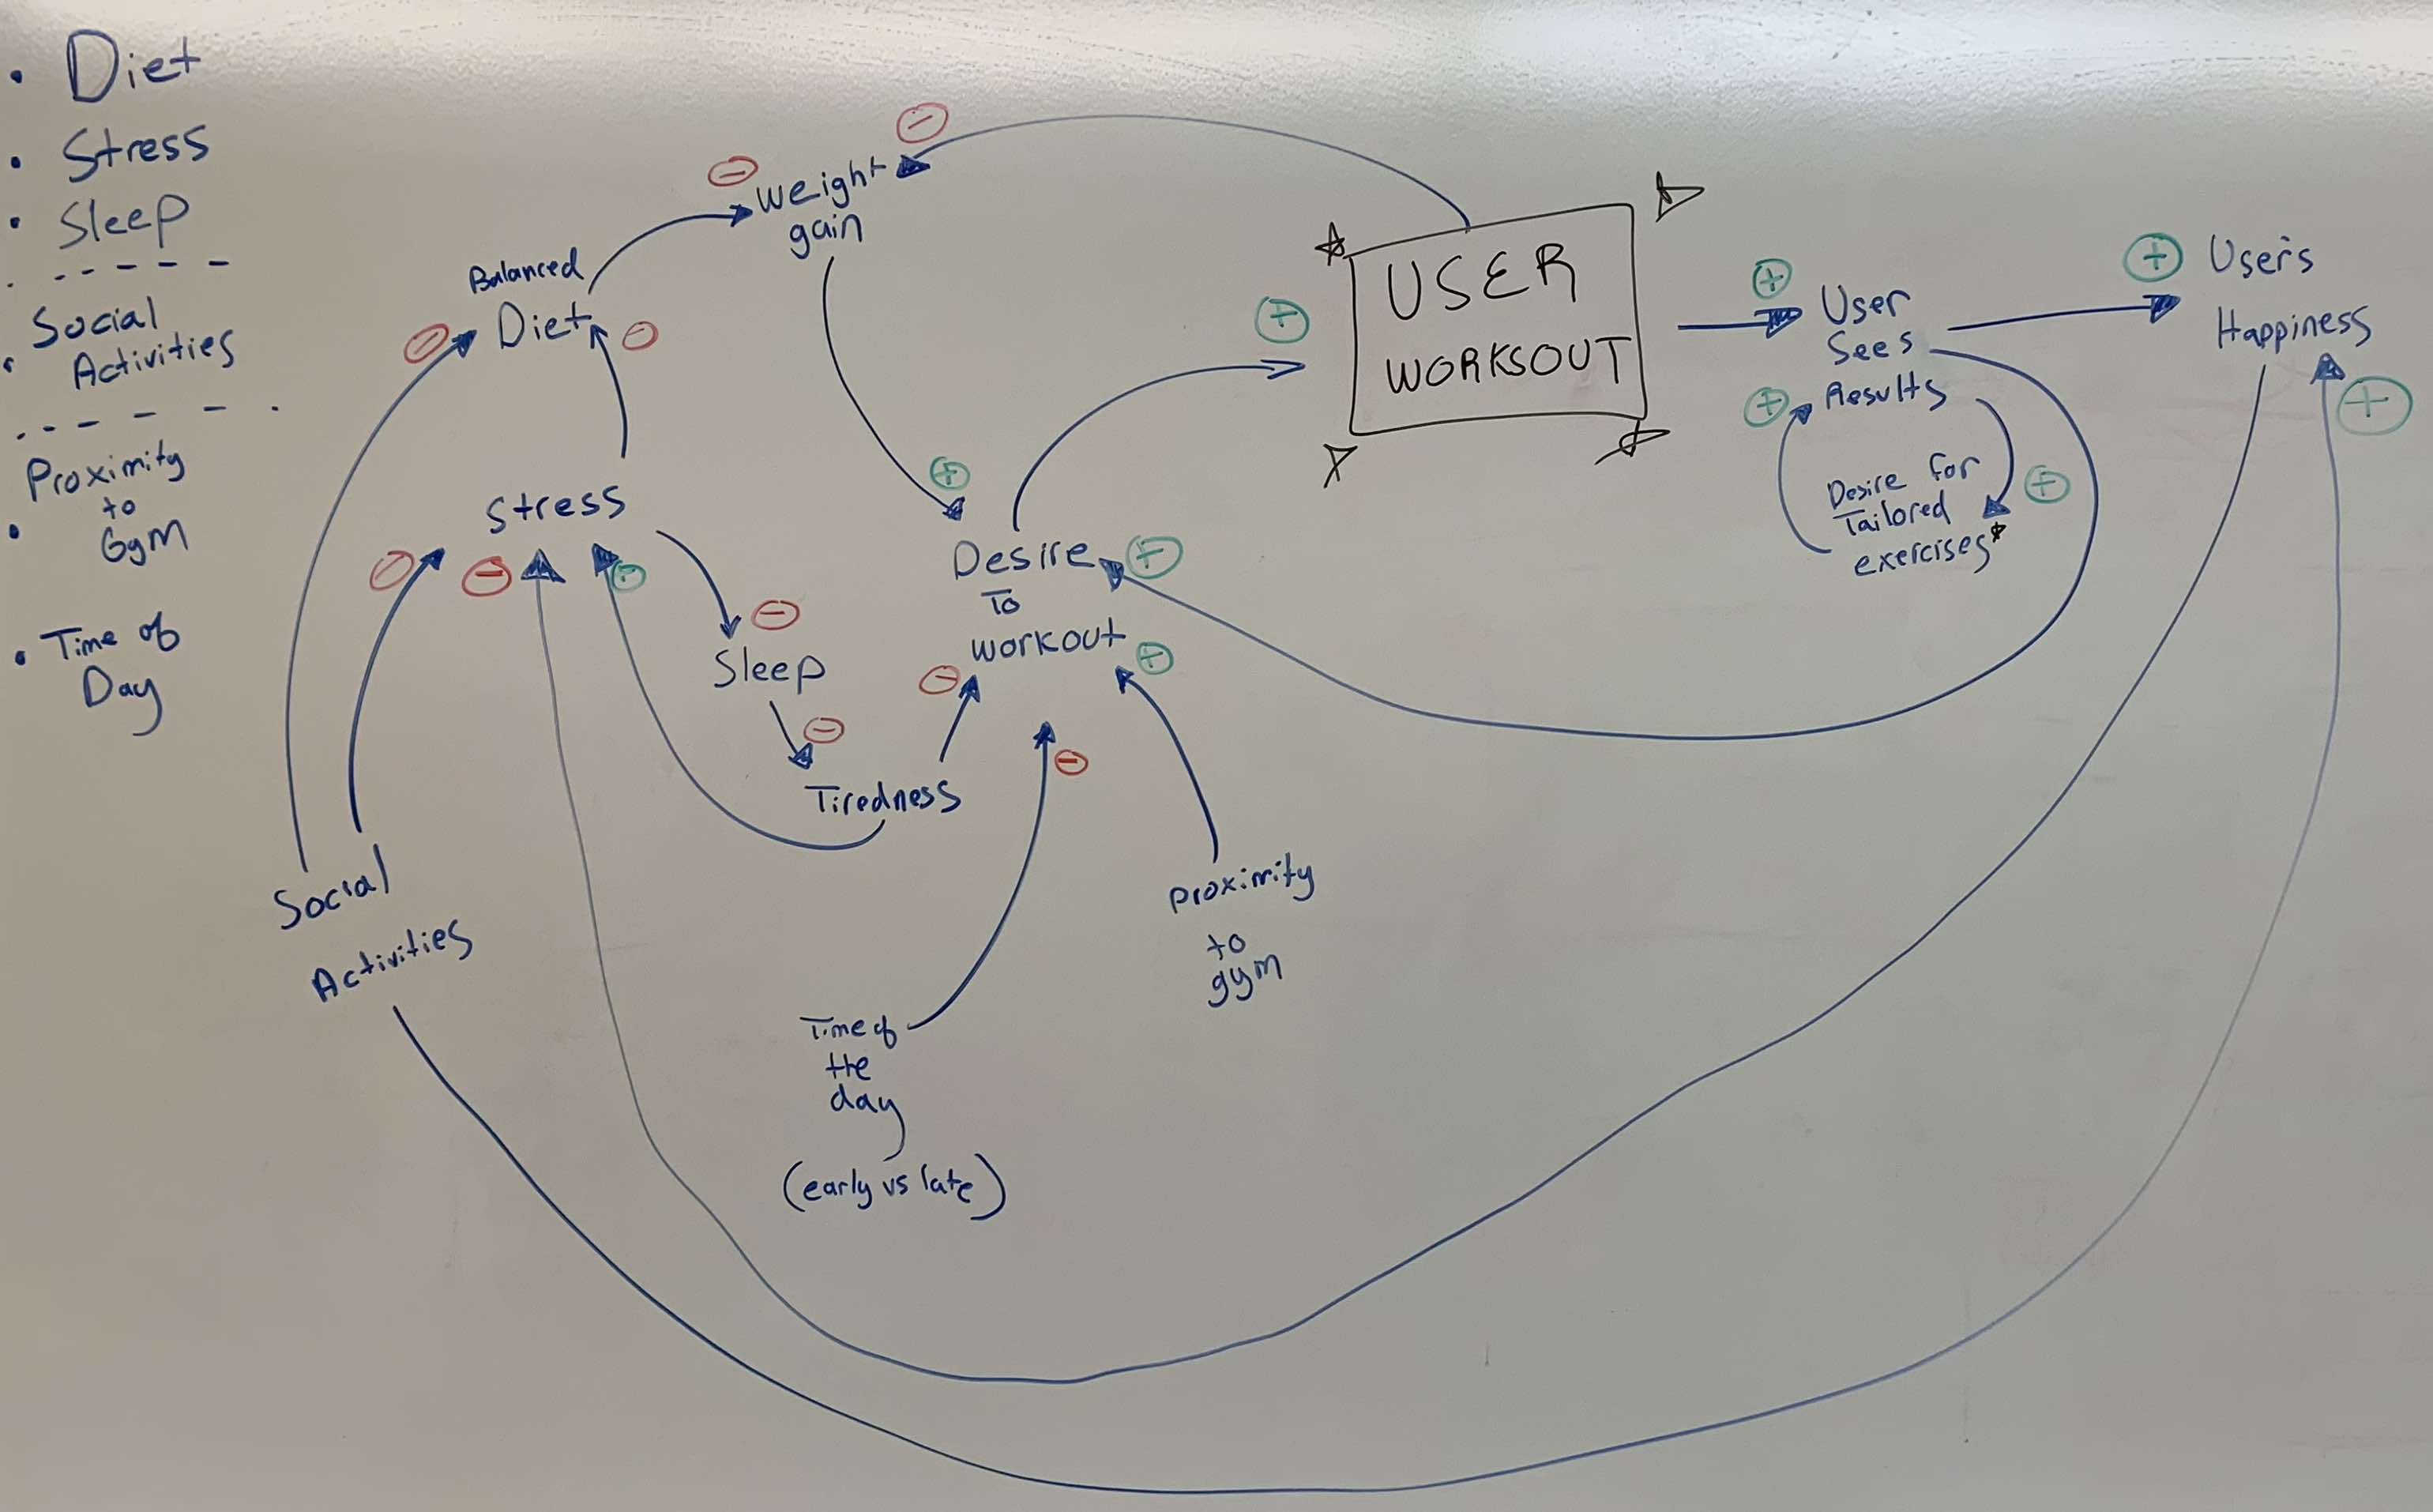 • Diet
• Stress
• Sleep
Social
• Activities
Proximity
to
• Gym
• Time of
Day
Weight
gain
Balanced
Diet
Stress
Sleep
Tiredness
Social
Activities
Desire
To
workout
Time of
the
day
(early vs late)
proximity
to
gym
USER
WORKSOUT
User
Sees
Results
Desire for
Tailored
exercises*
User's
Happiness
−
−
−
−
−
−
+
−
−
−
−
+
+
+
+
+
+
+
+
+